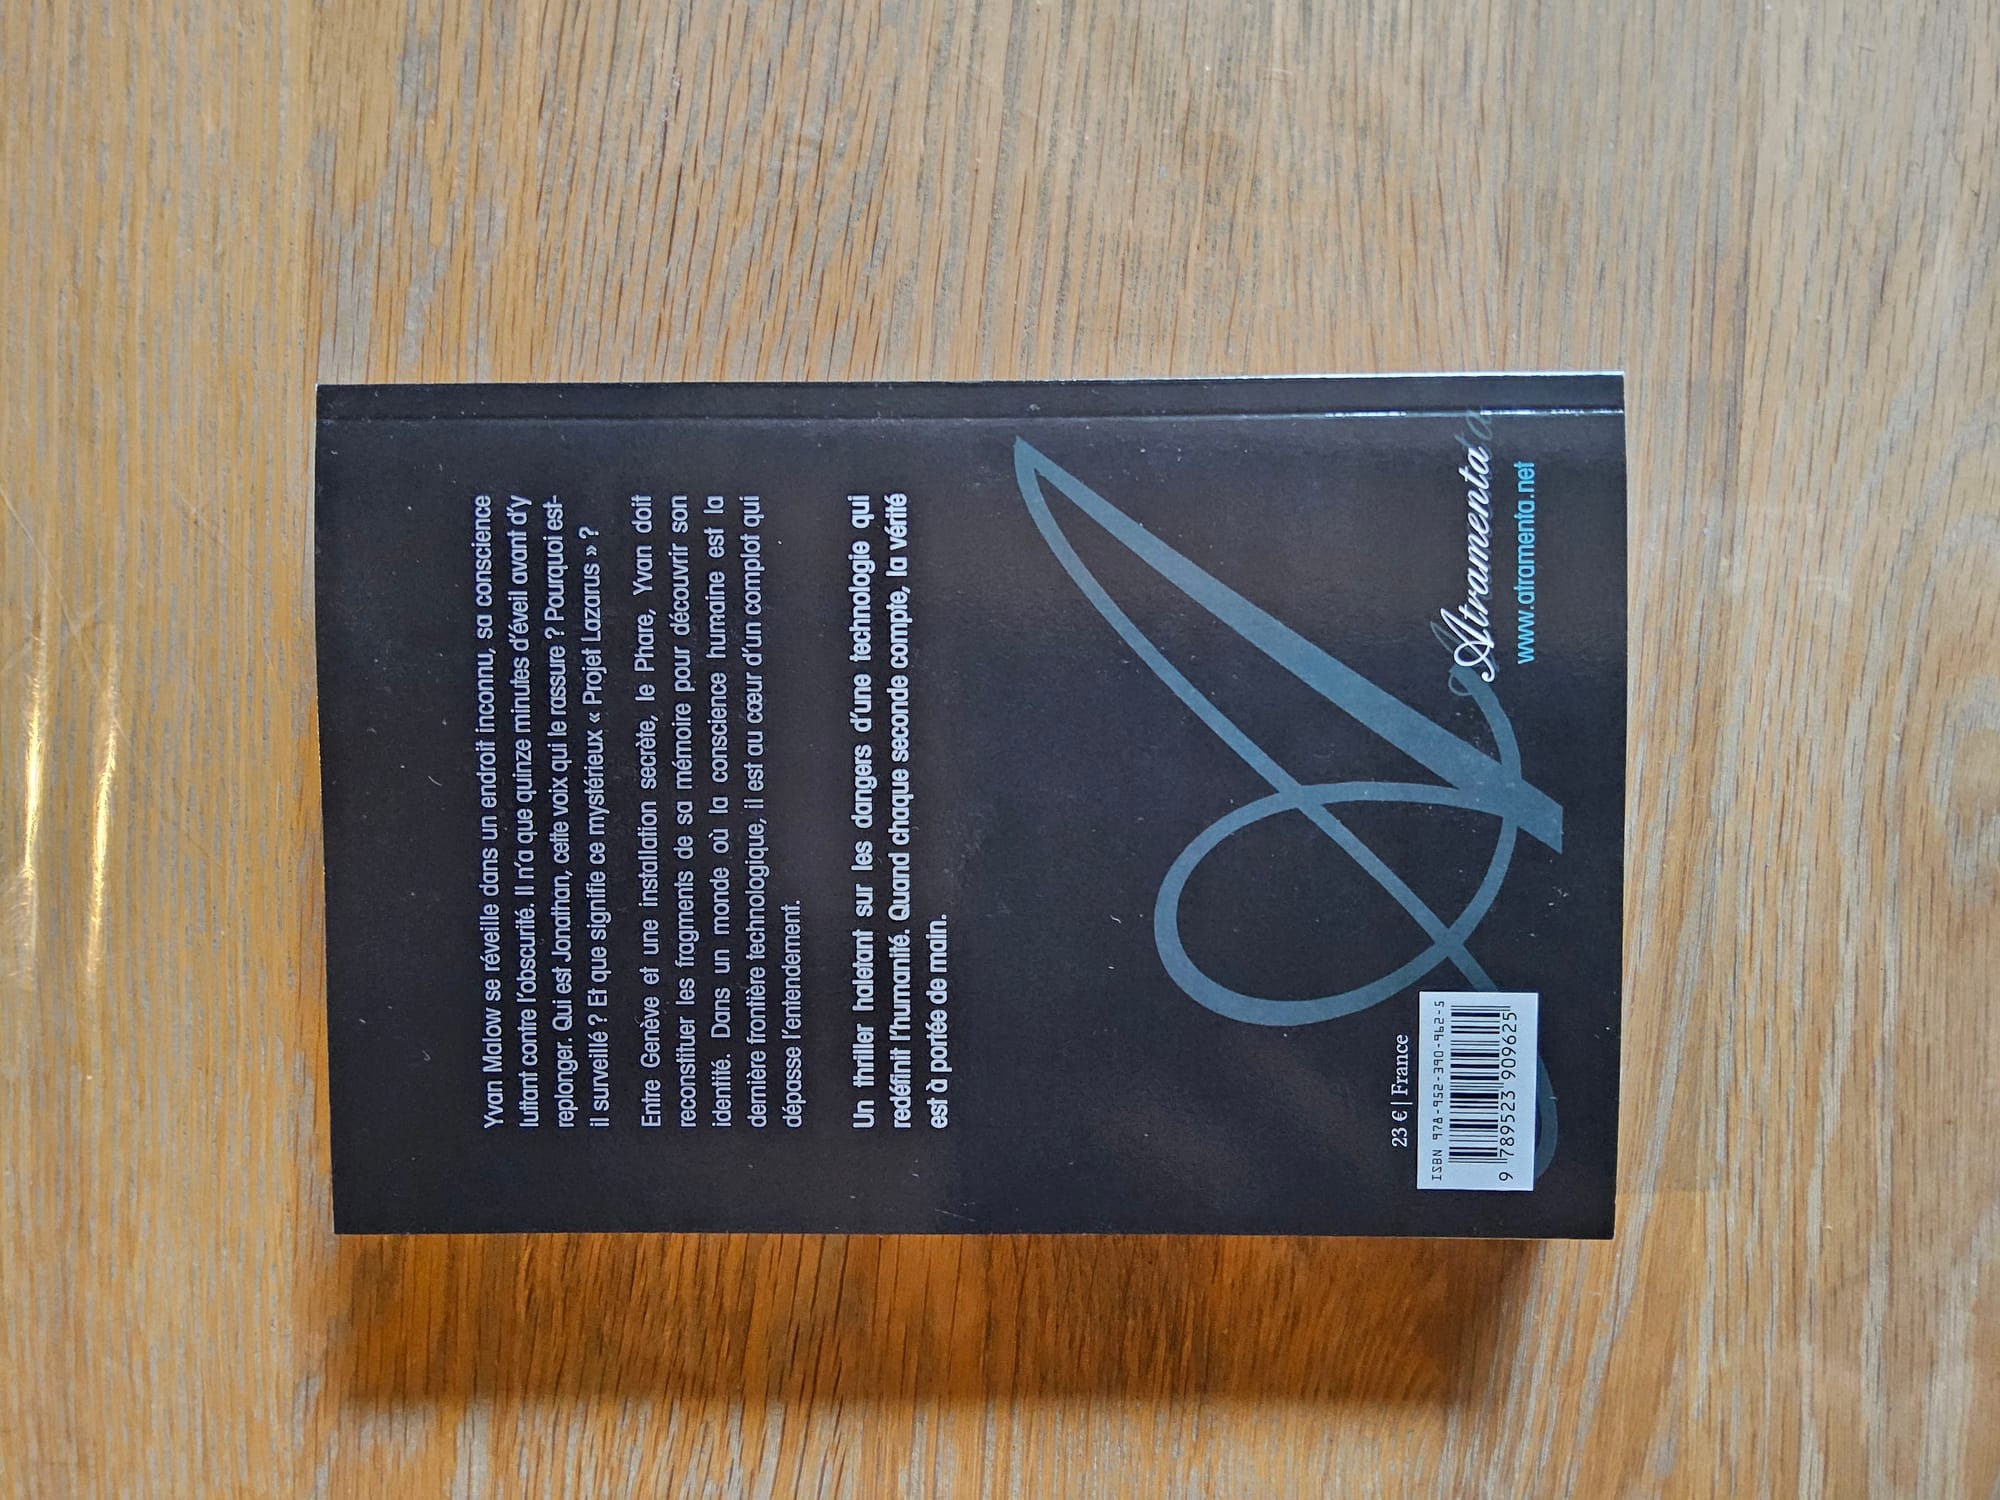 Yvan Malow se réveille dans un endroit inconnu, sa conscience
luttant contre l'obscurité. Il n'a que quinze minutes d'éveil avant d'y
replonger. Qui est Jonathan, cette voix qui le rassure ? Pourquoi est-
il surveillé ? Et que signifie ce mystérieux « Projet Lazarus » ?
Entre Genève et une installation secrète, le Phare, Yvan doit
reconstituer les fragments de sa mémoire pour découvrir son
identité. Dans un monde où la conscience humaine est la
dernière frontière technologique, il est au cœur d'un complot qui
dépasse l'entendement.
Un thriller haletant sur les dangers d'une technologie qui
redéfinit l'humanité. Quand chaque seconde compte, la vérité
est à portée de main.
23 € | France
ISBN 978-952-390-962-5
9 789523 909625
Atramenta
www.atramenta.net